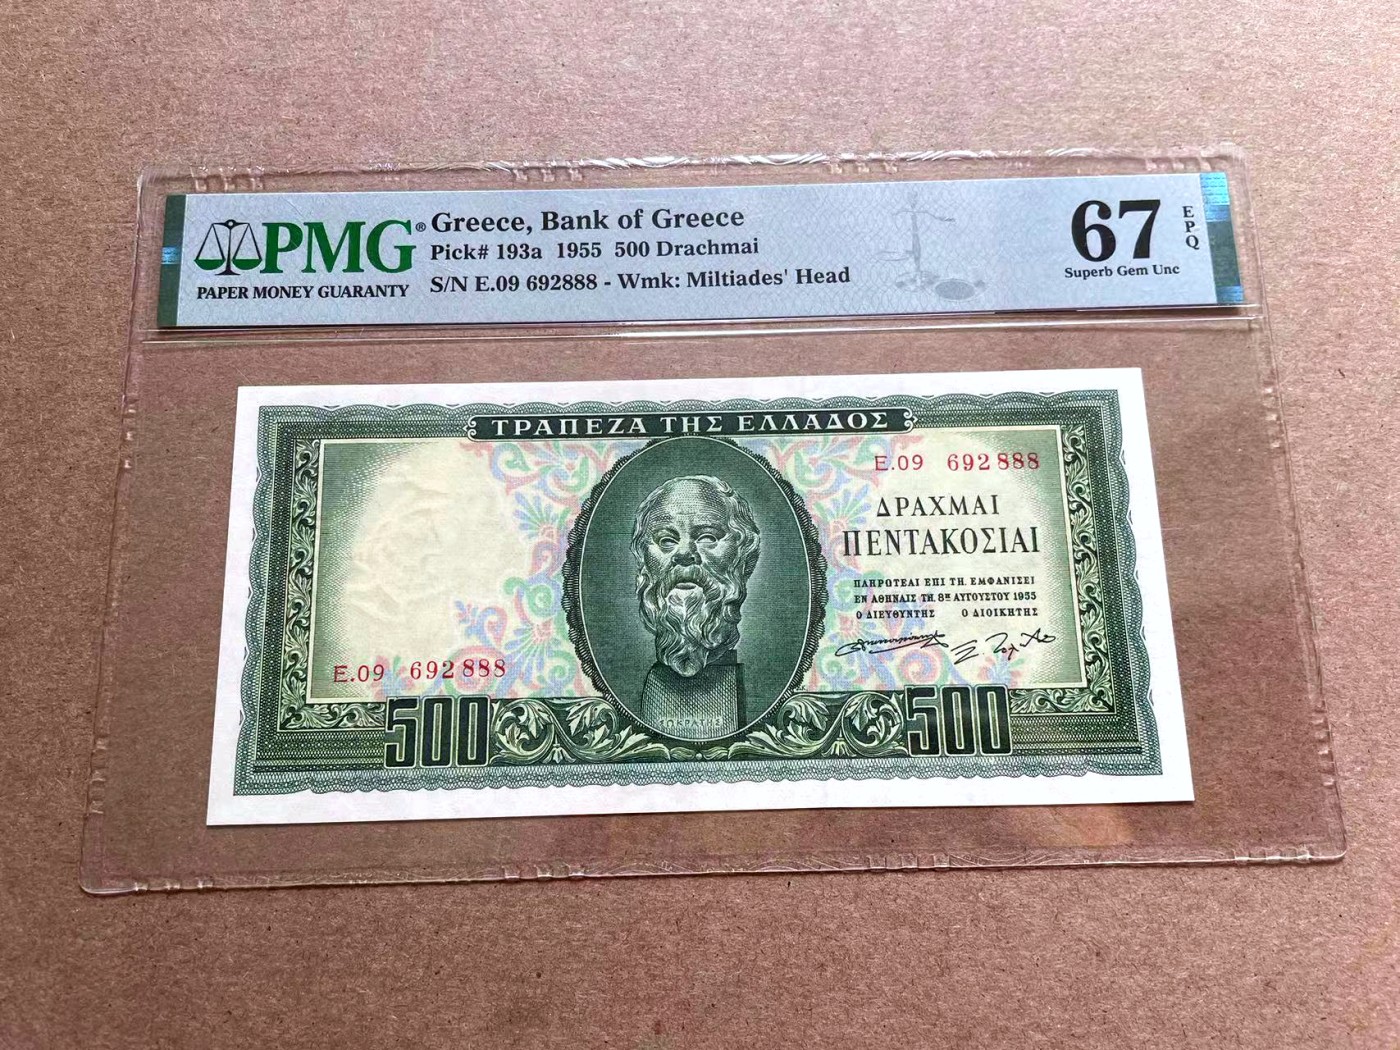 PMG®
PAPER MONEY GUARANTY
Greece, Bank of Greece
Pick# 193a 1955 500 Drachmai
S/N E.09 692888 - Wmk: Miltiades' Head
67
EPQ
Superb Gem Unc
ΤΡΑΠΕΖΑ ΤΗΣ ΕΛΛΑΔΟΣ
E.09 692888
ΔΡΑΧΜΑΙ
ΠΕΝΤΑΚΟΣΙΑΙ
ΠΛΗΡΩΤΕΑΙ ΕΠΙ ΤΗ ΕΜΦΑΝΙΣΕΙ
ΕΝ ΑΘΗΝΑΙΣ ΤΗ 8ῌ ΑΥΓΟΥΣΤΟΥ 1955
Ο ΔΙΕΥΘΥΝΤΗΣ Ο ΔΙΟΙΚΗΤΗΣ
E.09 692888
ΣΩΚΡΑΤΗΣ
500 500